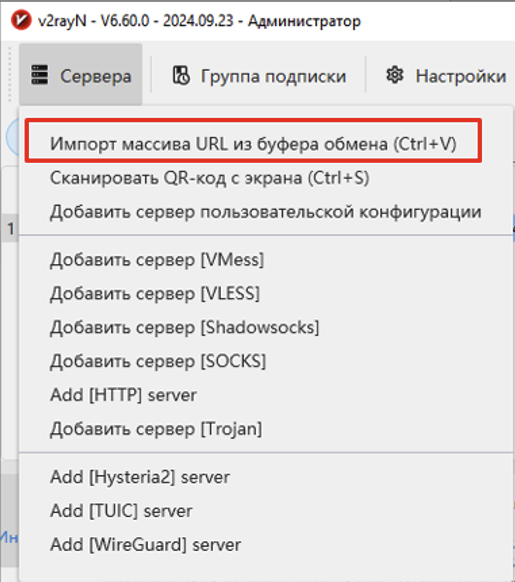 v2rayN - V6.60.0 - 2024.09.23 - Администратор
Сервера Группа подписки Настройки
Импорт массива URL из буфера обмена (Ctrl+V)
Сканировать QR-код с экрана (Ctrl+S)
Добавить сервер пользовательской конфигурации
1
Добавить сервер [VMess]
Добавить сервер [VLESS]
Добавить сервер [Shadowsocks]
Добавить сервер [SOCKS]
Add [HTTP] server
Добавить сервер [Trojan]
Add [Hysteria2] server
Add [TUIC] server
Ин
Add [WireGuard] server